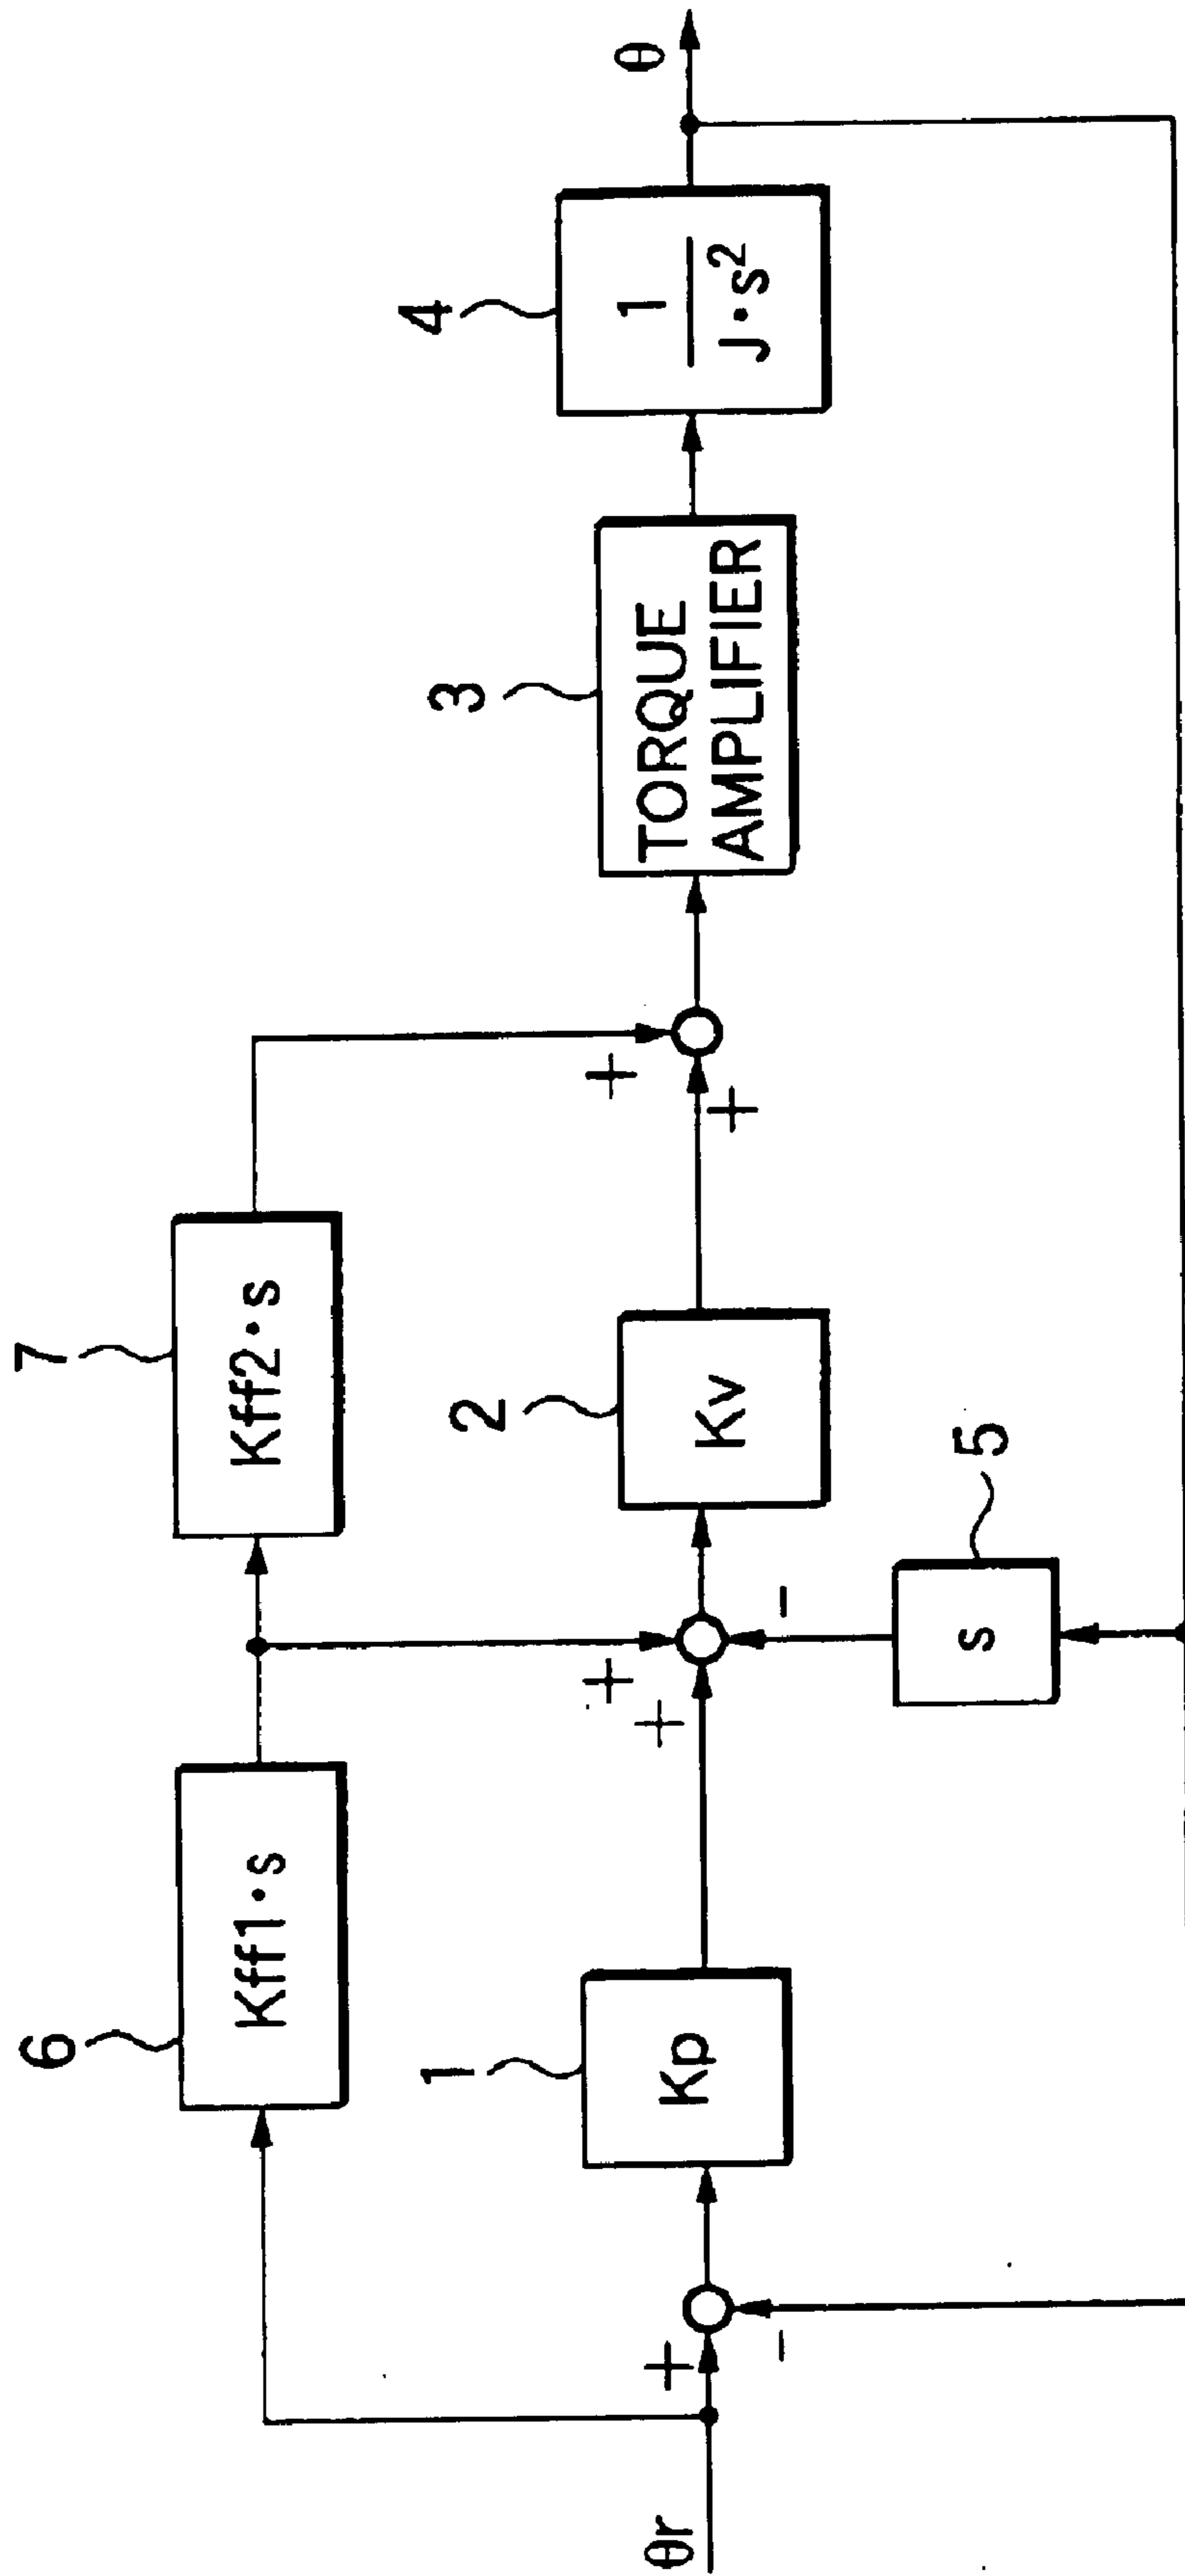 6
Kff1·s
7
Kff2·s
θr
+
-
1
Kp
+
+
-
2
Kv
+
+
3
TORQUE
AMPLIFIER
4
1
J·s²
θ
5
s